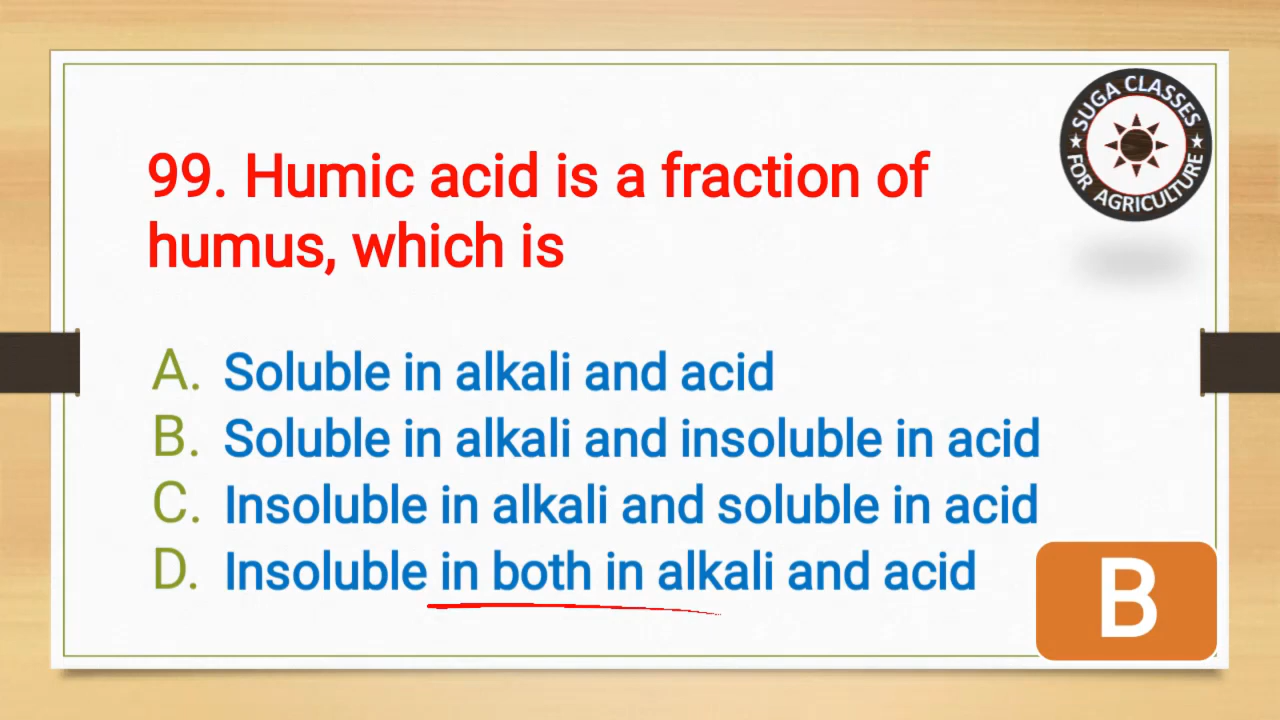 SUGA CLASSES
FOR AGRICULTURE
99. Humic acid is a fraction of
humus, which is
A. Soluble in alkali and acid
B. Soluble in alkali and insoluble in acid
C. Insoluble in alkali and soluble in acid
D. Insoluble in both in alkali and acid
B